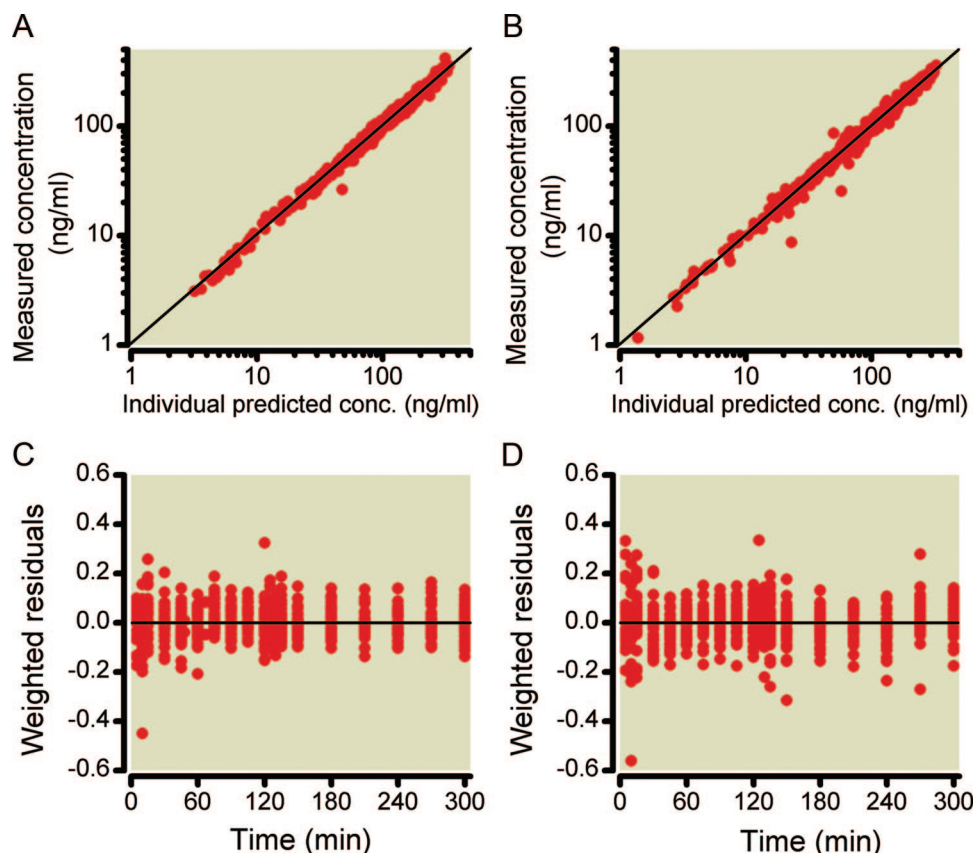 A
Measured concentration
(ng/ml)
100
10
1
1 10 100
Individual predicted conc. (ng/ml)
B
Measured concentration
(ng/ml)
100
10
1
1 10 100
Individual predicted conc. (ng/ml)
C
Weighted residuals
0.6
0.4
0.2
0.0
-0.2
-0.4
-0.6
0 60 120 180 240 300
Time (min)
D
Weighted residuals
0.6
0.4
0.2
0.0
-0.2
-0.4
-0.6
0 60 120 180 240 300
Time (min)